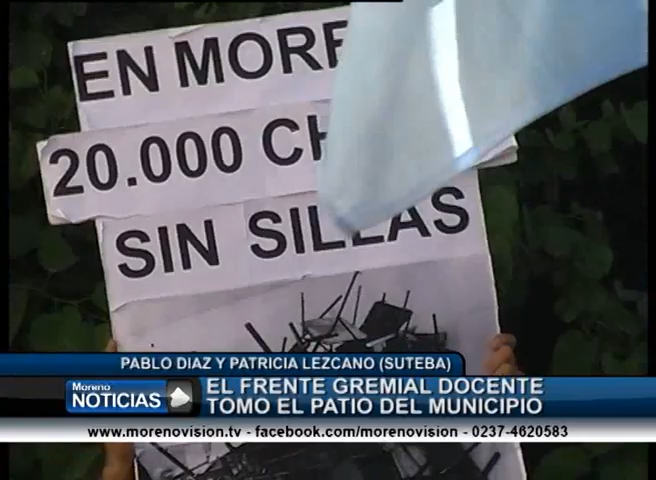 EN MORE
20.000 CH
SIN SILLAS
PABLO DIAZ Y PATRICIA LEZCANO (SUTEBA)
Moreno
NOTICIAS
EL FRENTE GREMIAL DOCENTE
TOMO EL PATIO DEL MUNICIPIO
www.morenovision.tv - facebook.com/morenovision - 0237-4620583